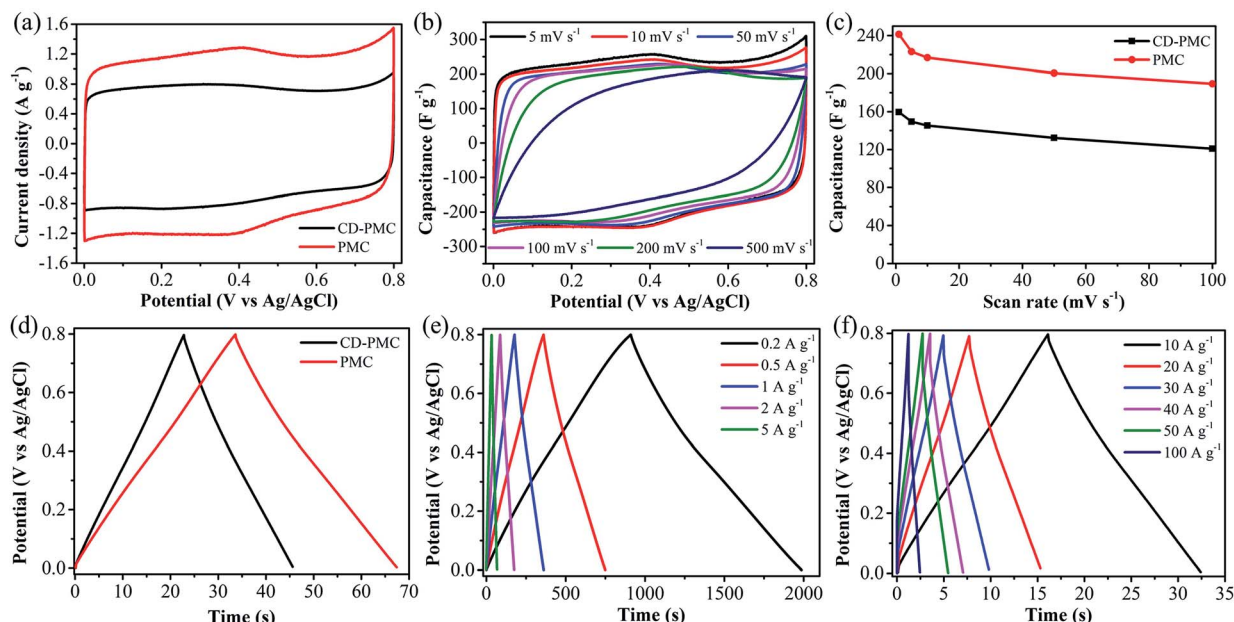 (a)
1.6
1.2
0.8
0.4
0.0
-0.4
-0.8
-1.2
-1.6
Current density (A g⁻¹)
CD-PMC
PMC
0.0 0.2 0.4 0.6 0.8
Potential (V vs Ag/AgCl)
(b)
300
200
100
0
-100
-200
-300
Capacitance (F g⁻¹)
5 mV s⁻¹ 10 mV s⁻¹ 50 mV s⁻¹
100 mV s⁻¹ 200 mV s⁻¹ 500 mV s⁻¹
0.0 0.2 0.4 0.6 0.8
Potential (V vs Ag/AgCl)
(c)
240
200
160
120
80
40
0
Capacitance (F g⁻¹)
CD-PMC
PMC
0 20 40 60 80 100
Scan rate (mV s⁻¹)
(d)
0.8
0.6
0.4
0.2
0.0
Potential (V vs Ag/AgCl)
CD-PMC
PMC
0 10 20 30 40 50 60 70
Time (s)
(e)
0.8
0.6
0.4
0.2
0.0
Potential (V vs Ag/AgCl)
0.2 A g⁻¹
0.5 A g⁻¹
1 A g⁻¹
2 A g⁻¹
5 A g⁻¹
0 500 1000 1500 2000
Time (s)
(f)
0.8
0.6
0.4
0.2
0.0
Potential (V vs Ag/AgCl)
10 A g⁻¹
20 A g⁻¹
30 A g⁻¹
40 A g⁻¹
50 A g⁻¹
100 A g⁻¹
0 5 10 15 20 25 30 35
Time (s)